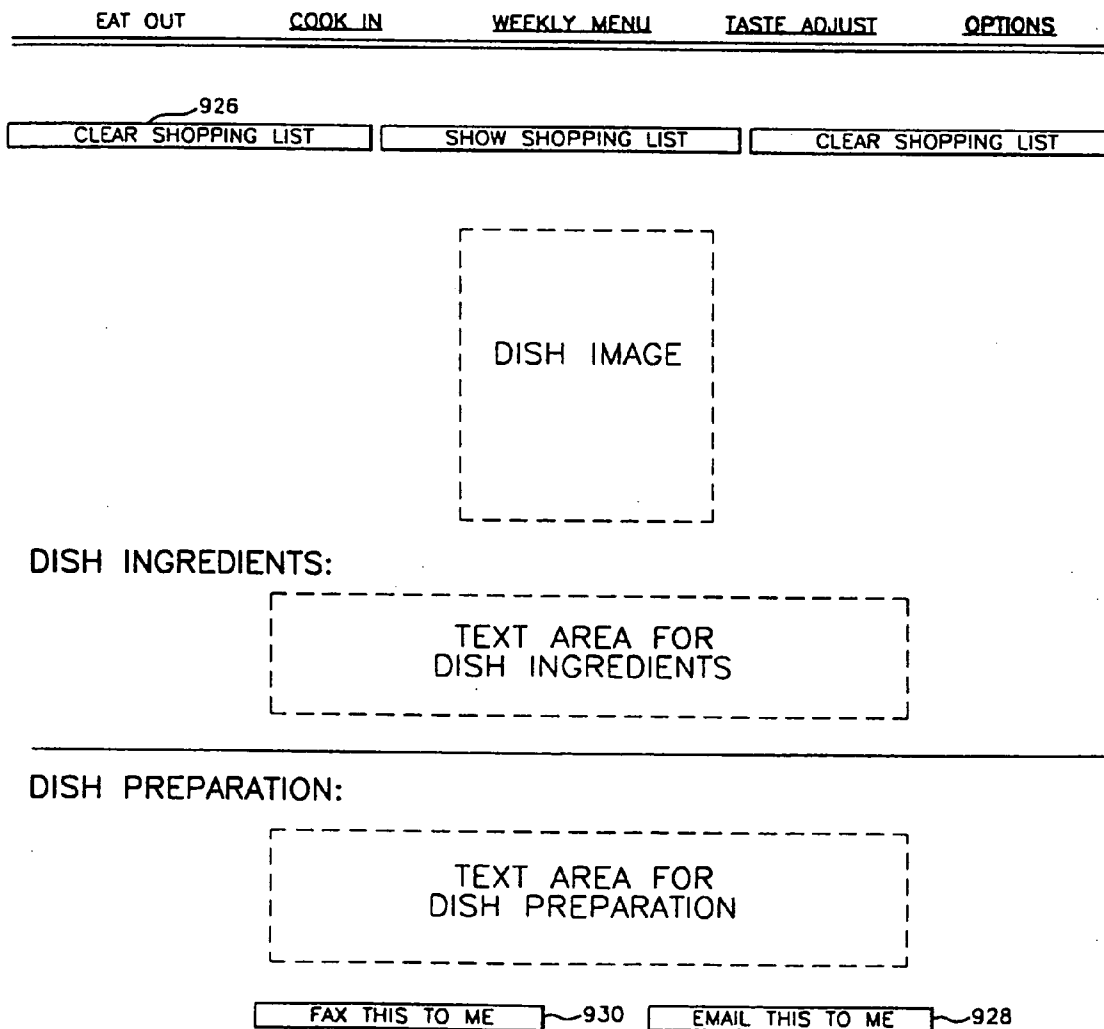 EAT OUT COOK IN WEEKLY MENU TASTE ADJUST OPTIONS
926
CLEAR SHOPPING LIST SHOW SHOPPING LIST CLEAR SHOPPING LIST
DISH IMAGE
DISH INGREDIENTS:
TEXT AREA FOR
DISH INGREDIENTS
DISH PREPARATION:
TEXT AREA FOR
DISH PREPARATION
FAX THIS TO ME 930 EMAIL THIS TO ME 928